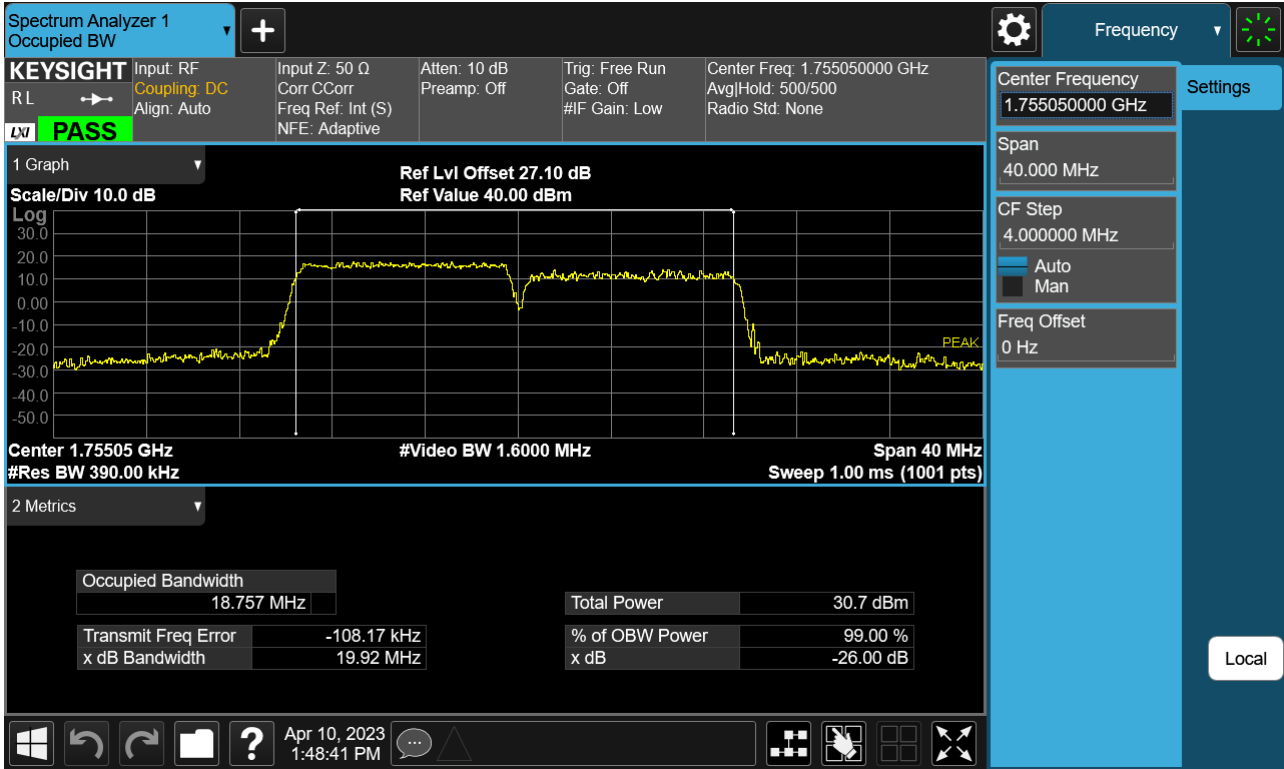 Spectrum Analyzer 1
Occupied BW
Frequency
KEYSIGHT
R L
LXI PASS
Input: RF
Coupling: DC
Align: Auto
Input Z: 50 Ω
Corr CCorr
Freq Ref: Int (S)
NFE: Adaptive
Atten: 10 dB
Preamp: Off
Trig: Free Run
Gate: Off
#IF Gain: Low
Center Freq: 1.755050000 GHz
Avg|Hold: 500/500
Radio Std: None
Center Frequency
1.755050000 GHz
Settings
Span
40.000 MHz
CF Step
4.000000 MHz
Auto
Man
Freq Offset
0 Hz
Local
1 Graph
Ref Lvl Offset 27.10 dB
Scale/Div 10.0 dB
Ref Value 40.00 dBm
Log
30.0
20.0
10.0
0.00
-10.0
-20.0
-30.0
-40.0
-50.0
PEAK
Center 1.75505 GHz
#Video BW 1.6000 MHz
Span 40 MHz
#Res BW 390.00 kHz
Sweep 1.00 ms (1001 pts)
2 Metrics
Occupied Bandwidth
18.757 MHz
Total Power 30.7 dBm
Transmit Freq Error -108.17 kHz
% of OBW Power 99.00 %
x dB Bandwidth 19.92 MHz
x dB -26.00 dB
?
Apr 10, 2023
1:48:41 PM